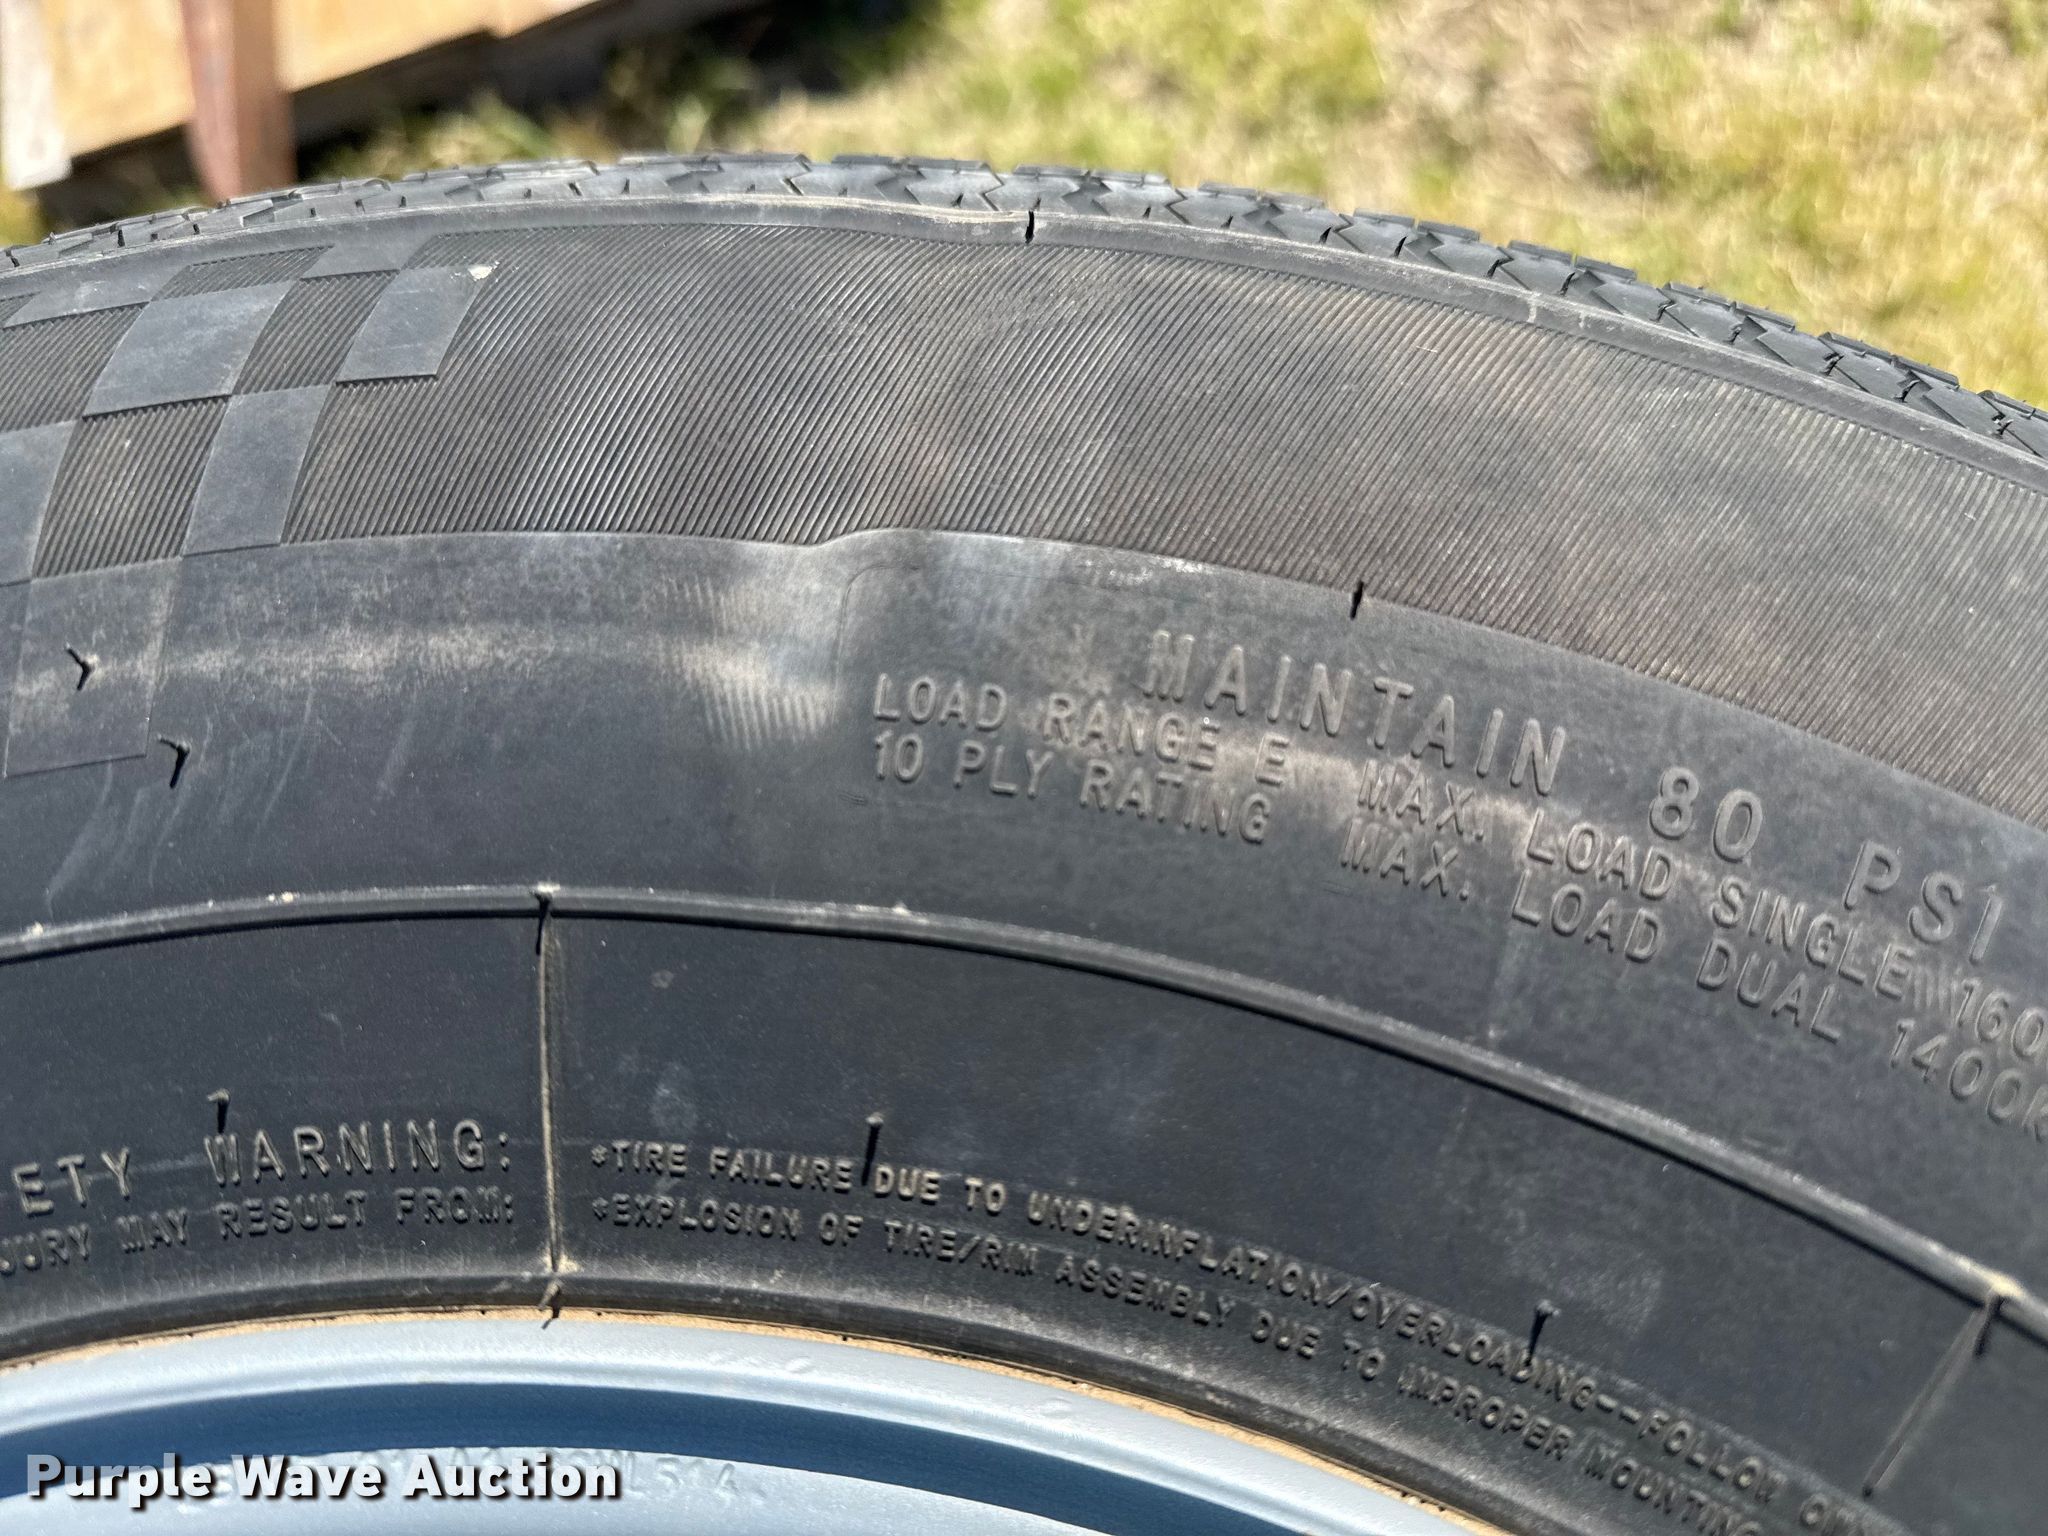 MAINTAIN 80 PSI
LOAD RANGE E MAX. LOAD SINGLE 160
10 PLY RATING MAX. LOAD DUAL 1400K
ETY WARNING:
JURY MAY RESULT FROM:
*TIRE FAILURE DUE TO UNDERINFLATION/OVERLOADING--FOLLOW
*EXPLOSION OF TIRE/RIM ASSEMBLY DUE TO IMPROPER MOUNTING
Purple Wave Auction